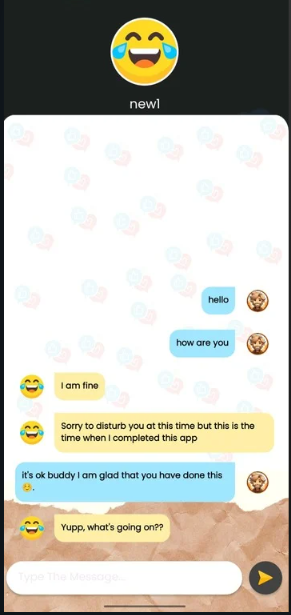 new1
hello
how are you
I am fine
Sorry to disturb you at this time but this is the
time when I completed this app
it's ok buddy I am glad that you have done this
☺️.
Yupp, what's going on??
Type The Message...